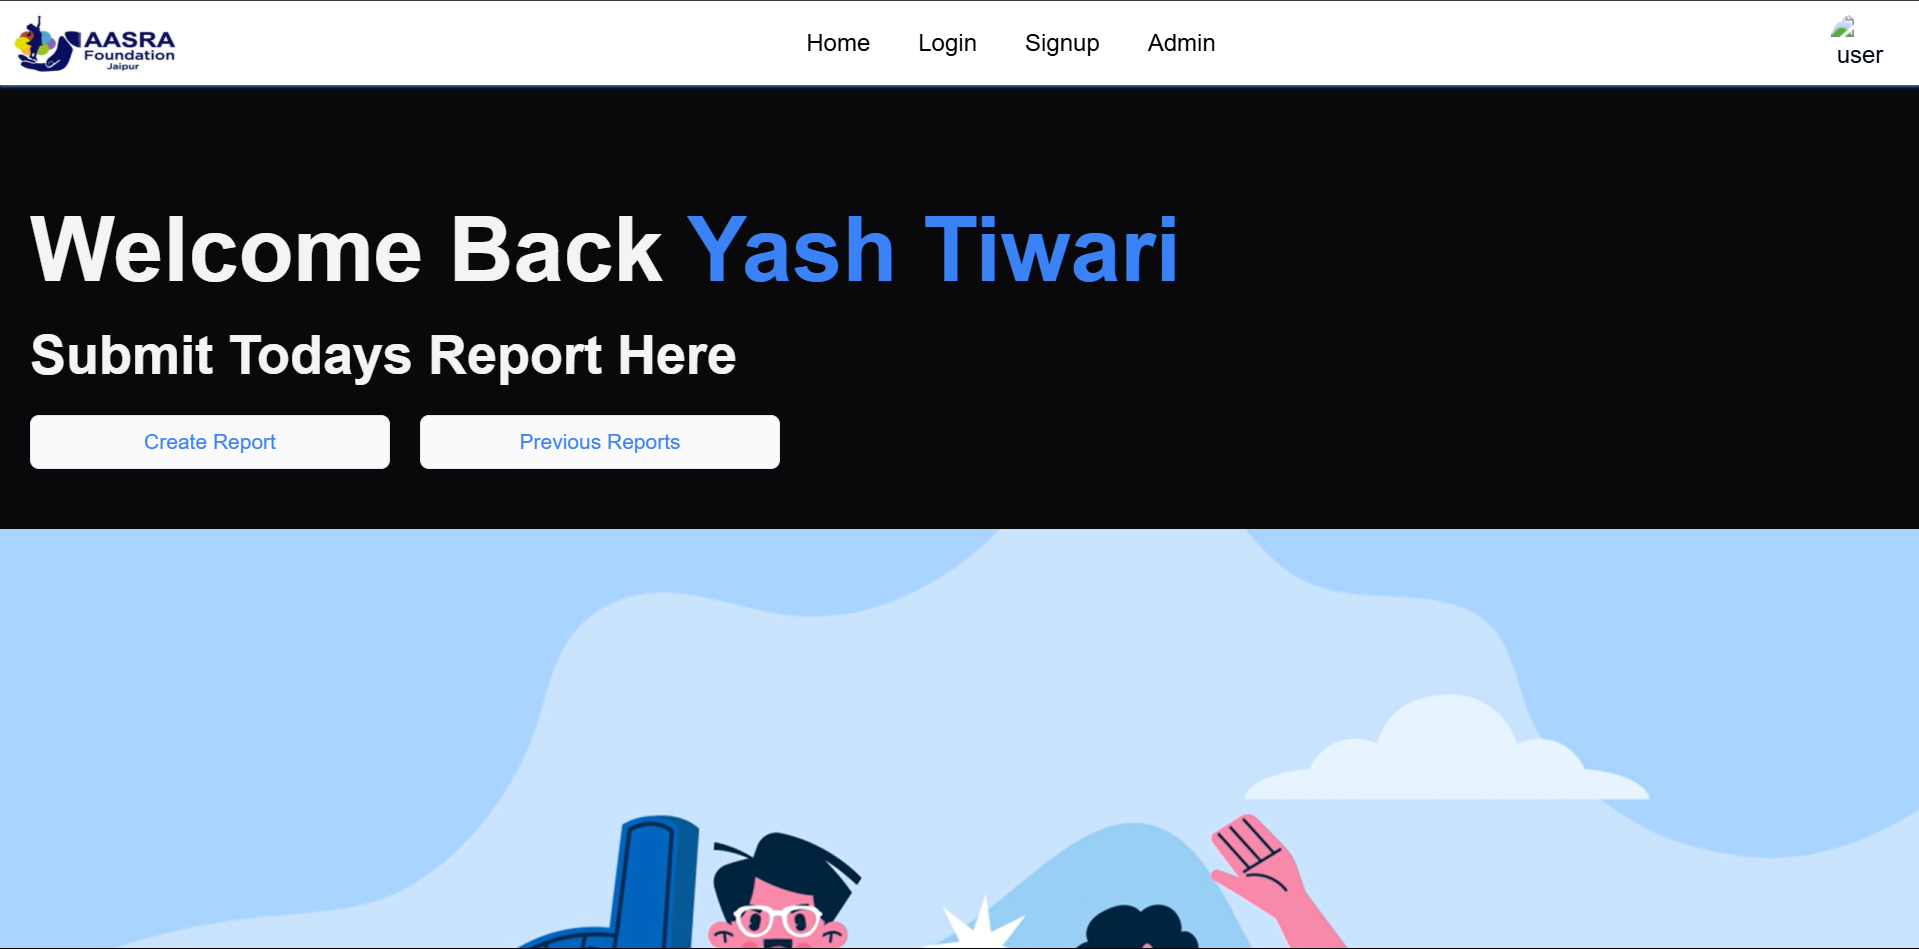 AASRA
Foundation
Jaipur
Home Login Signup Admin
user
Welcome Back Yash Tiwari
Submit Todays Report Here
Create Report Previous Reports